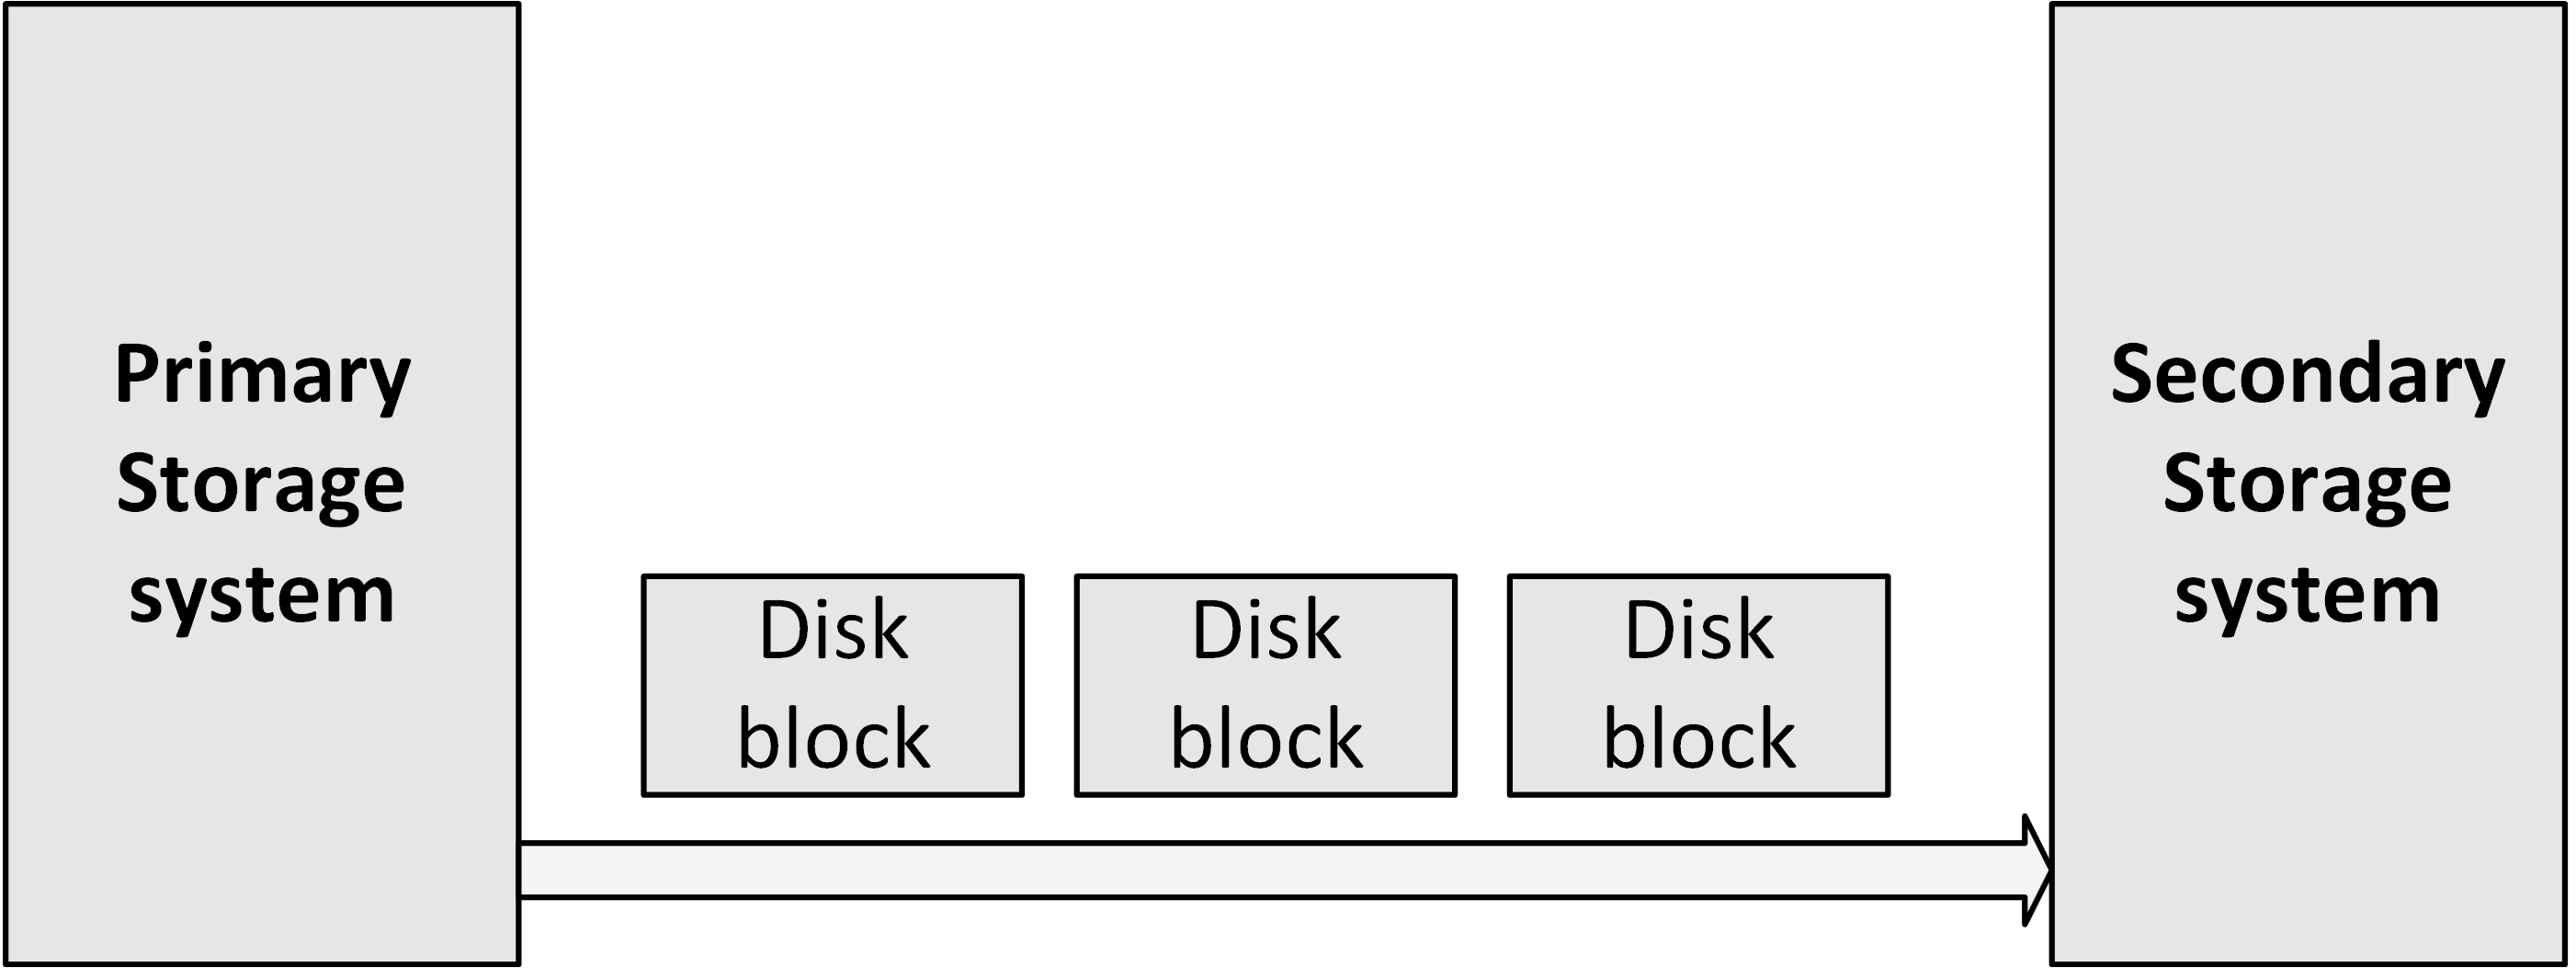 Primary
Storage
system
Disk
block
Disk
block
Disk
block
Secondary
Storage
system